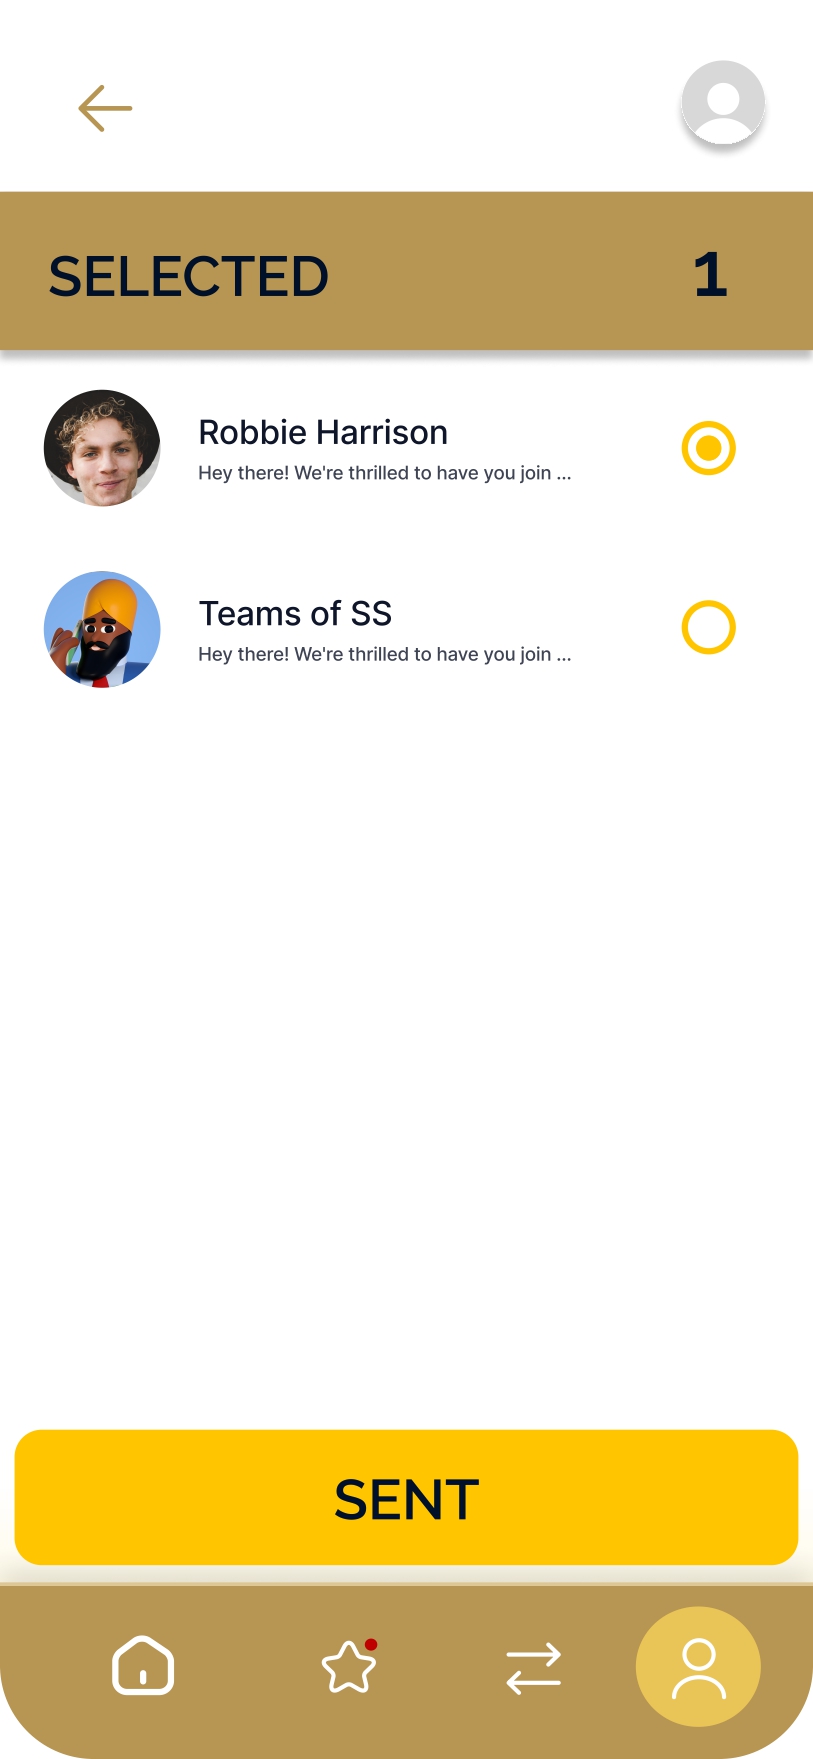 SELECTED 1
Robbie Harrison
Hey there! We're thrilled to have you join ...
Teams of SS
Hey there! We're thrilled to have you join ...
SENT